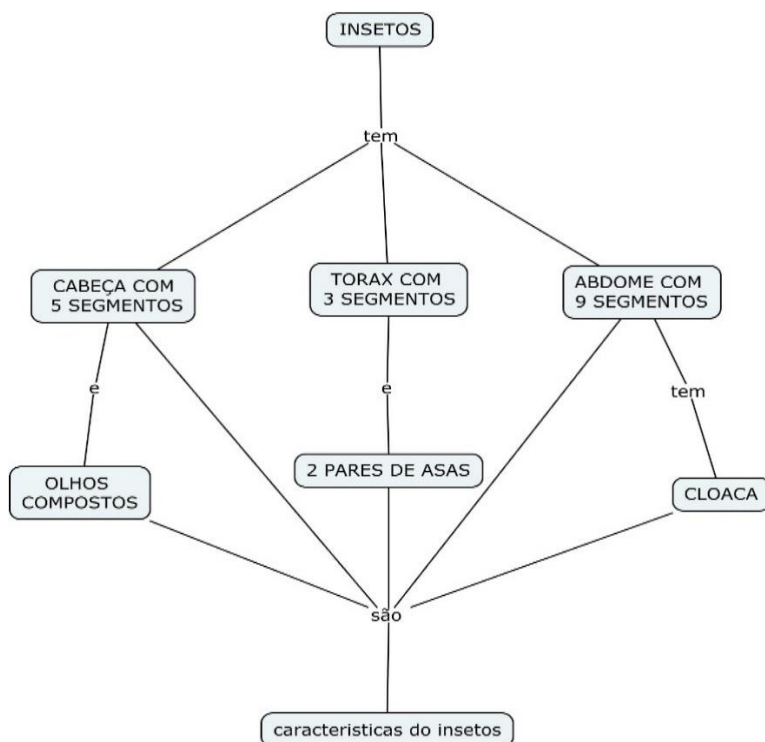 INSETOS
tem
CABEÇA COM
5 SEGMENTOS
TORAX COM
3 SEGMENTOS
ABDOME COM
9 SEGMENTOS
e
e
tem
OLHOS
COMPOSTOS
2 PARES DE ASAS
CLOACA
são
caracteristicas do insetos